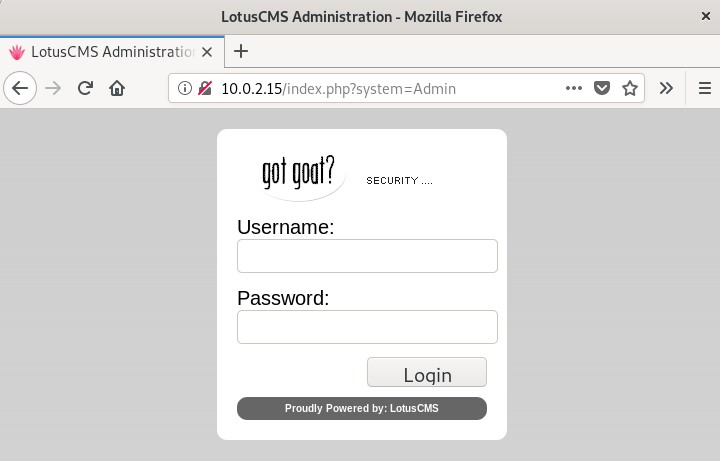 LotusCMS Administration - Mozilla Firefox
LotusCMS Administratio
10.0.2.15/index.php?system=Admin
got goat?
SECURITY ....
Username:
Password:
Login
Proudly Powered by: LotusCMS